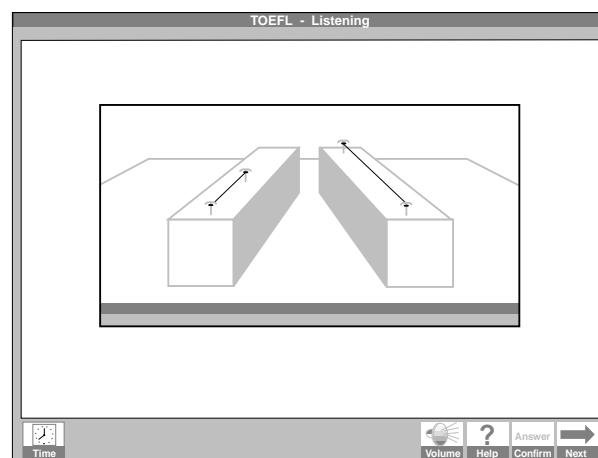 TOEFL - Listening
Time
Volume
?
Help
Answer
Confirm
Next